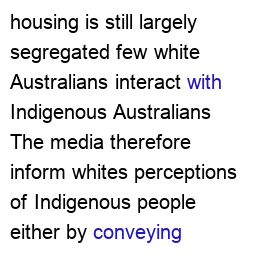 housing is still largely
segregated few white
Australians interact with
Indigenous Australians
The media therefore
inform whites perceptions
of Indigenous people
either by conveying